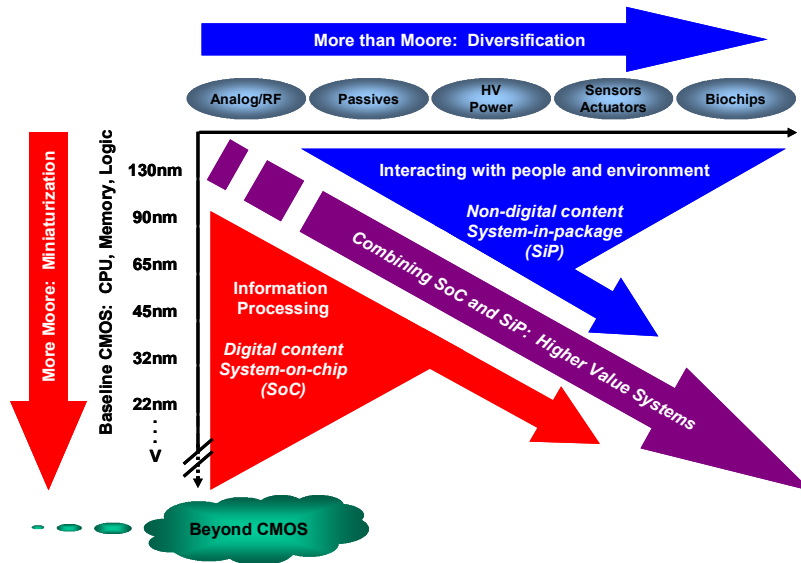 More than Moore: Diversification
Analog/RF
Passives
HV
Power
Sensors
Actuators
Biochips
More Moore: Miniaturization
Baseline CMOS: CPU, Memory, Logic
130nm
90nm
65nm
45nm
32nm
22nm
V
Interacting with people and environment
Non-digital content
System-in-package
(SiP)
Combining SoC and SiP: Higher Value Systems
Information
Processing
Digital content
System-on-chip
(SoC)
Beyond CMOS